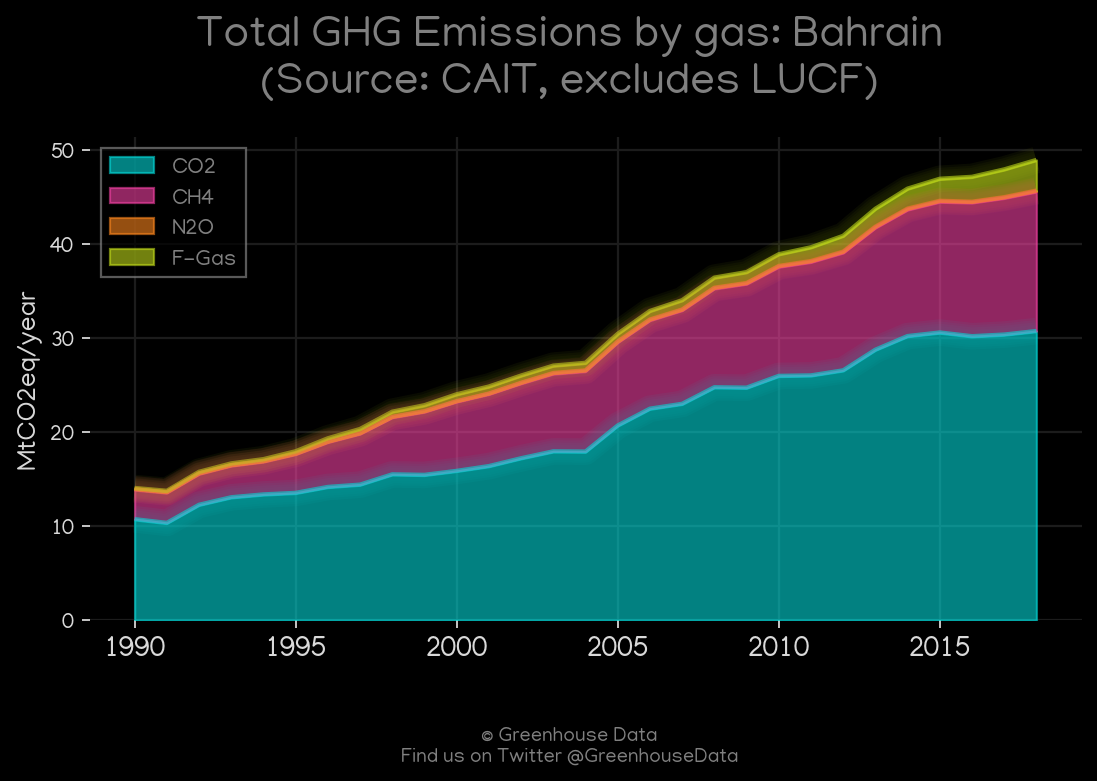 Total GHG Emissions by gas: Bahrain
(Source: CAIT, excludes LUCF)
50
40
30
20
10
0
MtCO2eq/year
CO2
CH4
N2O
F-Gas
1990 1995 2000 2005 2010 2015
© Greenhouse Data
Find us on Twitter @GreenhouseData